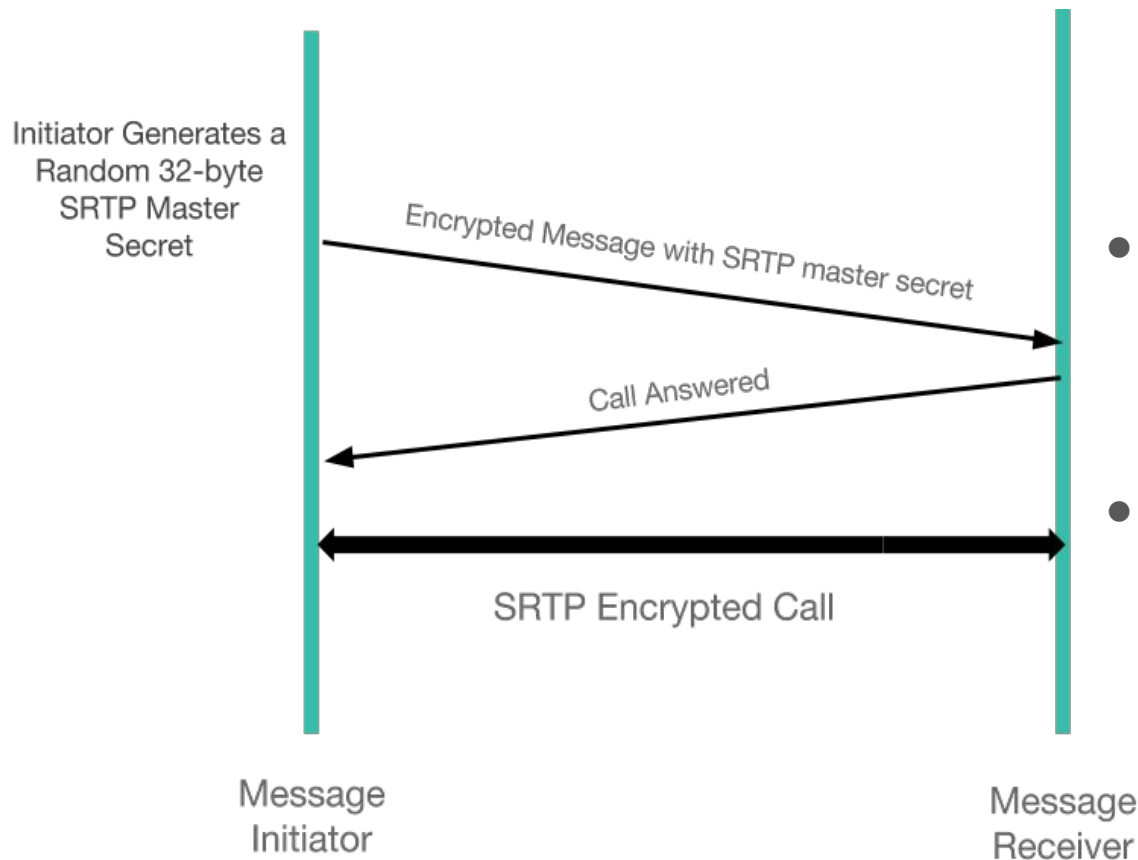 Initiator Generates a
Random 32-byte
SRTP Master
Secret
Encrypted Message with SRTP master secret
Call Answered
SRTP Encrypted Call
Message
Initiator
Message
Receiver